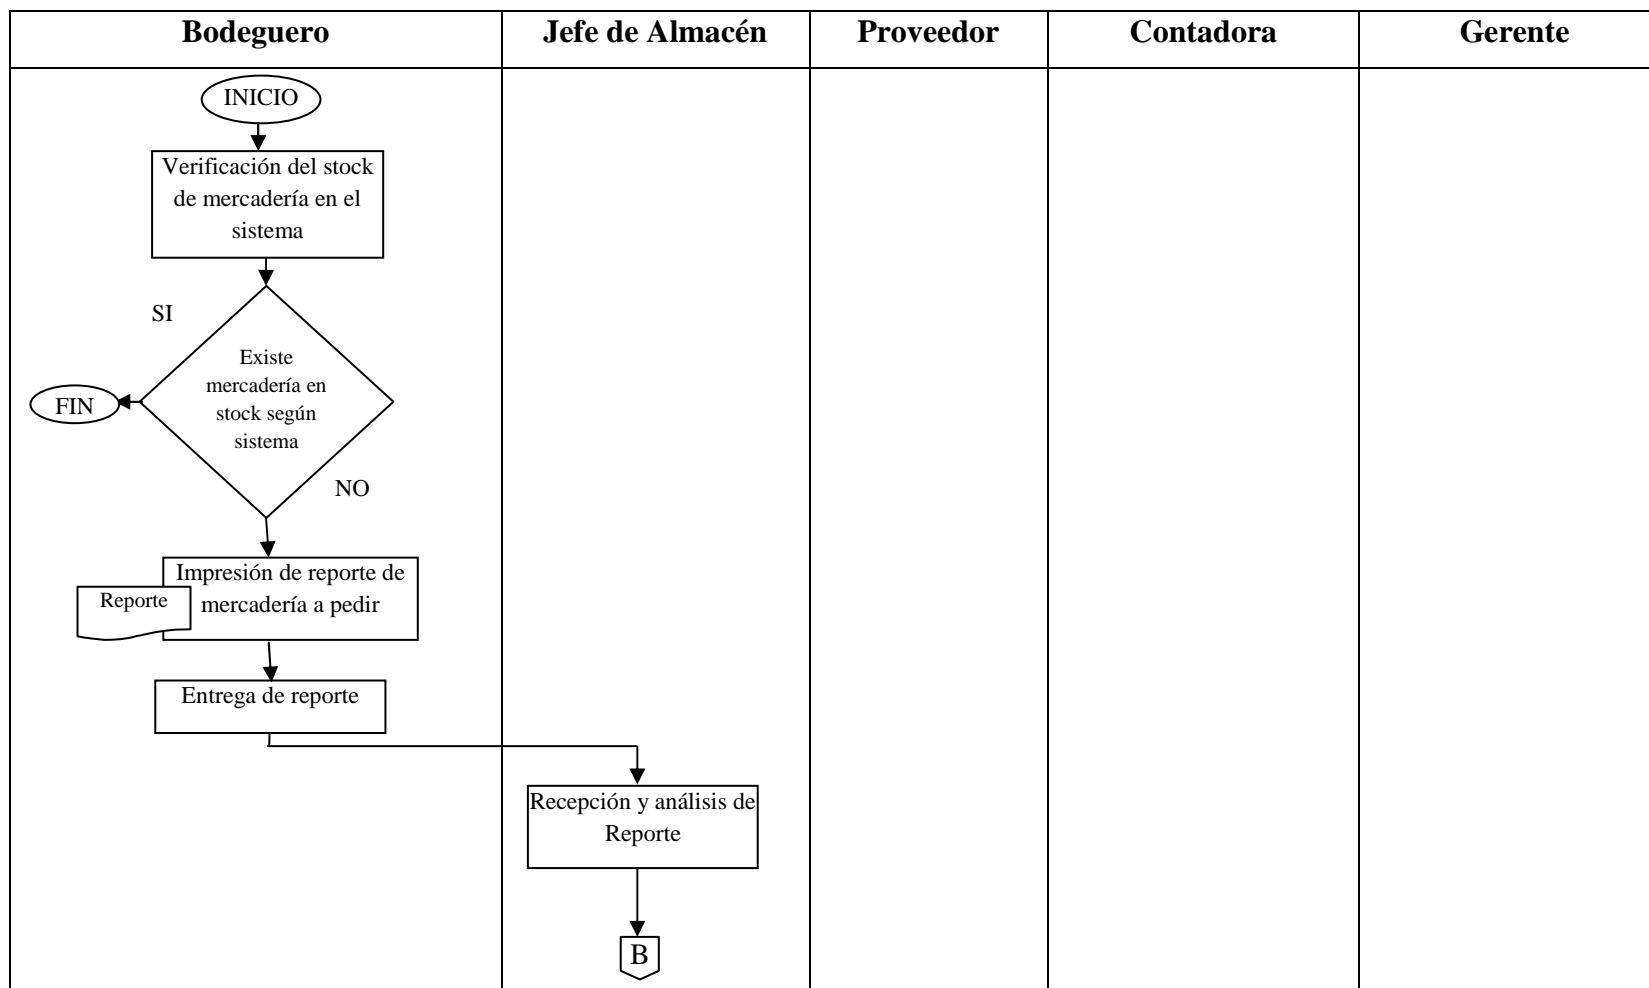 Bodeguero
Jefe de Almacén
Proveedor
Contadora
Gerente
INICIO
Verificación del stock
de mercadería en el
sistema
SI
Existe
mercadería en
stock según
sistema
FIN
NO
Impresión de reporte de
mercadería a pedir
Reporte
Entrega de reporte
Recepción y análisis de
Reporte
B